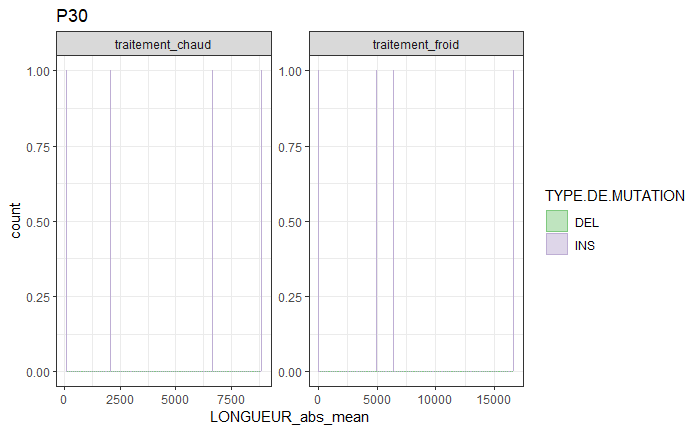 P30
traitement_chaud
traitement_froid
1.00
1.00
0.75
0.75
count
0.50
0.50
0.25
0.25
0.00
0.00
0
2500
5000
7500
0
5000
10000
15000
LONGUEUR_abs_mean
TYPE.DE.MUTATION
DEL
INS